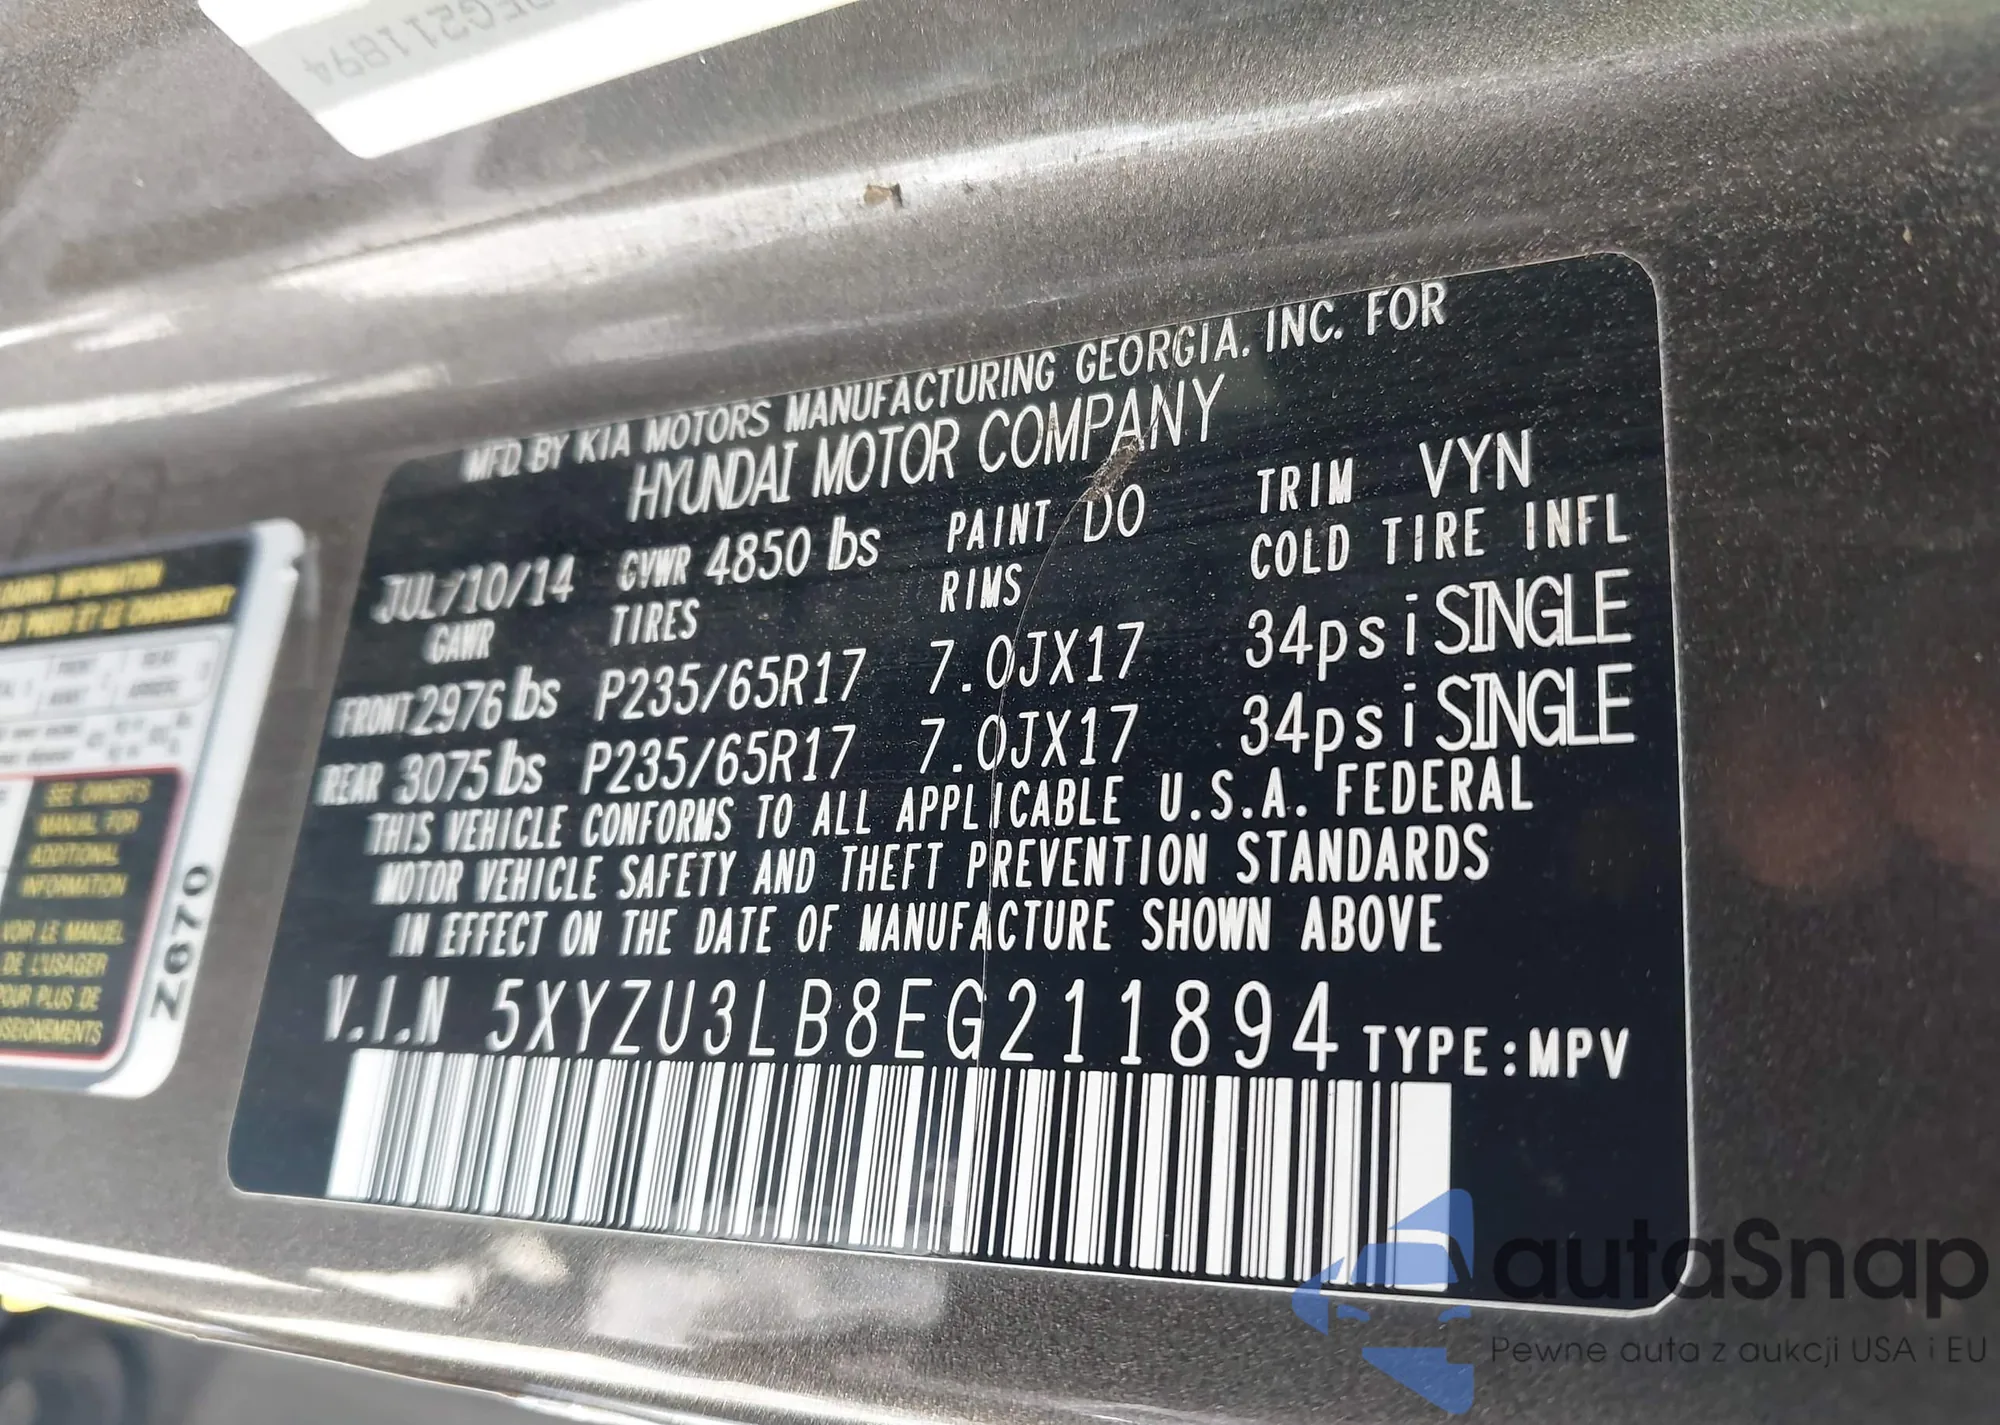 EG211894
MFD. BY KIA MOTORS MANUFACTURING GEORGIA. INC. FOR
HYUNDAI MOTOR COMPANY
JUL/10/14 GVWR 4850 lbs PAINT DO TRIM VYN
GAWR TIRES RIMS COLD TIRE INFL
FRONT 2976 lbs P235/65R17 7.0JX17 34psi SINGLE
REAR 3075 lbs P235/65R17 7.0JX17 34psi SINGLE
THIS VEHICLE CONFORMS TO ALL APPLICABLE U.S.A. FEDERAL
MOTOR VEHICLE SAFETY AND THEFT PREVENTION STANDARDS
IN EFFECT ON THE DATE OF MANUFACTURE SHOWN ABOVE
V.I.N 5XYZU3LB8EG211894 TYPE:MPV
LOADING INFORMATION
SEE OWNER'S
MANUAL FOR
ADDITIONAL
INFORMATION
VOIR LE MANUEL
DE L'USAGER
POUR PLUS DE
Z670
autaSnap
Pewne auta z aukcji USA i EU